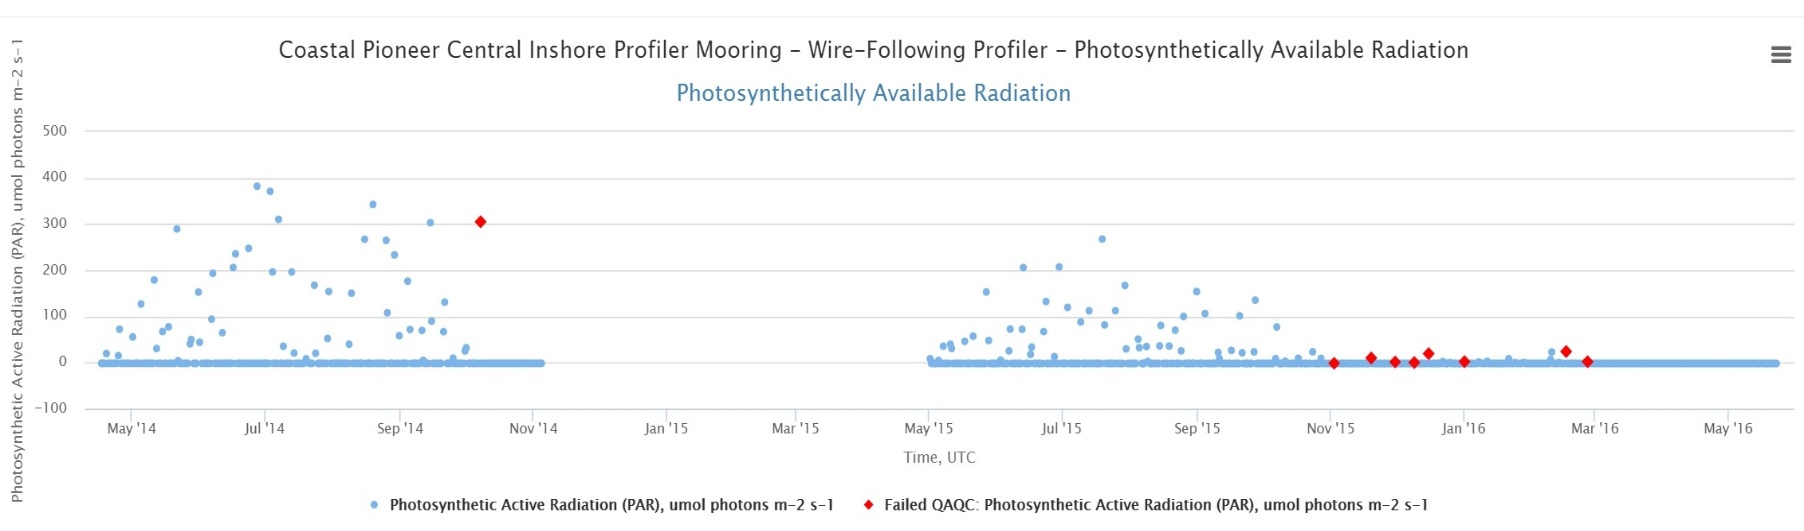 Coastal Pioneer Central Inshore Profiler Mooring - Wire-Following Profiler - Photosynthetically Available Radiation
Photosynthetically Available Radiation
Photosynthetic Active Radiation (PAR), umol photons m-2 s-1
500
400
300
200
100
0
-100
May '14 Jul '14 Sep '14 Nov '14 Jan '15 Mar '15 May '15 Jul '15 Sep '15 Nov '15 Jan '16 Mar '16 May '16
Time, UTC
Photosynthetic Active Radiation (PAR), umol photons m-2 s-1 Failed QAQC: Photosynthetic Active Radiation (PAR), umol photons m-2 s-1